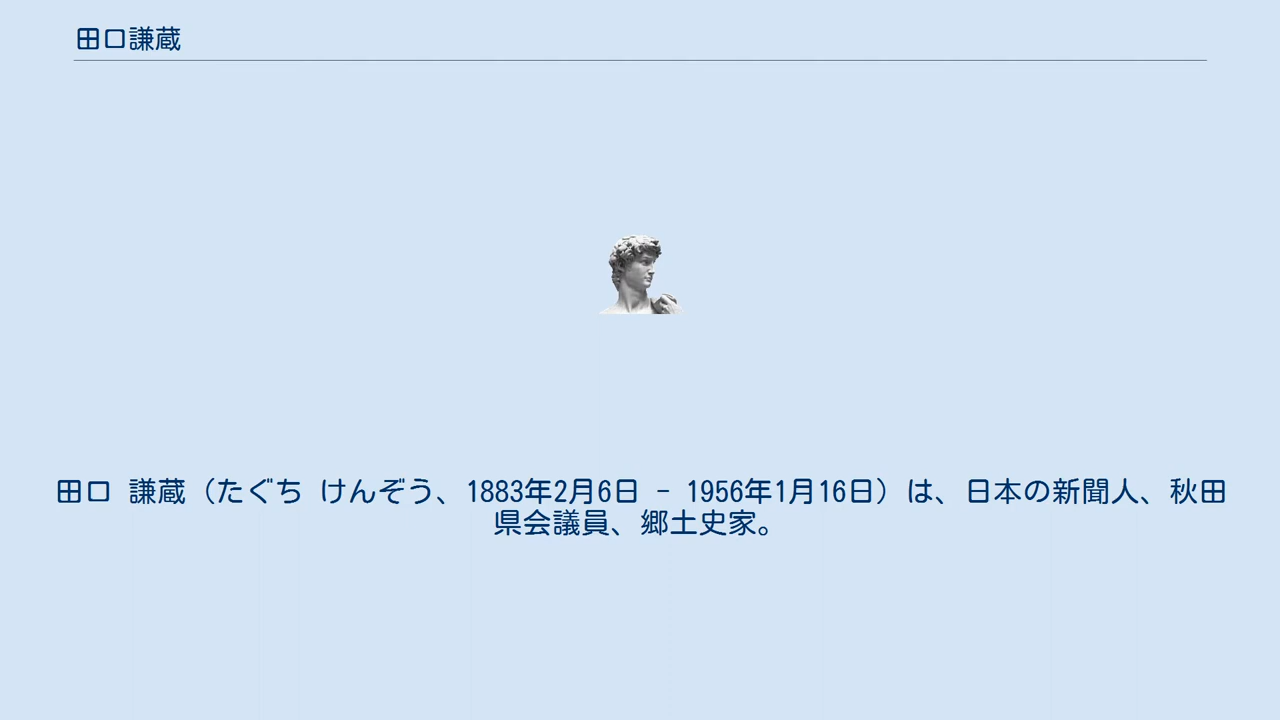 田口謙蔵
田口 謙蔵（たぐち けんぞう、1883年2月6日 - 1956年1月16日）は、日本の新聞人、秋田
県会議員、郷土史家。